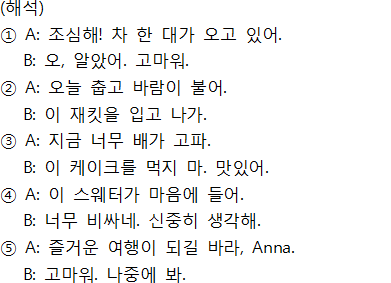 (해석)
① A: 조심해! 차 한 대가 오고 있어.
B: 오, 알았어. 고마워.
② A: 오늘 춥고 바람이 불어.
B: 이 재킷을 입고 나가.
③ A: 지금 너무 배가 고파.
B: 이 케이크를 먹지 마. 맛있어.
④ A: 이 스웨터가 마음에 들어.
B: 너무 비싸네. 신중히 생각해.
⑤ A: 즐거운 여행이 되길 바라, Anna.
B: 고마워. 나중에 봐.